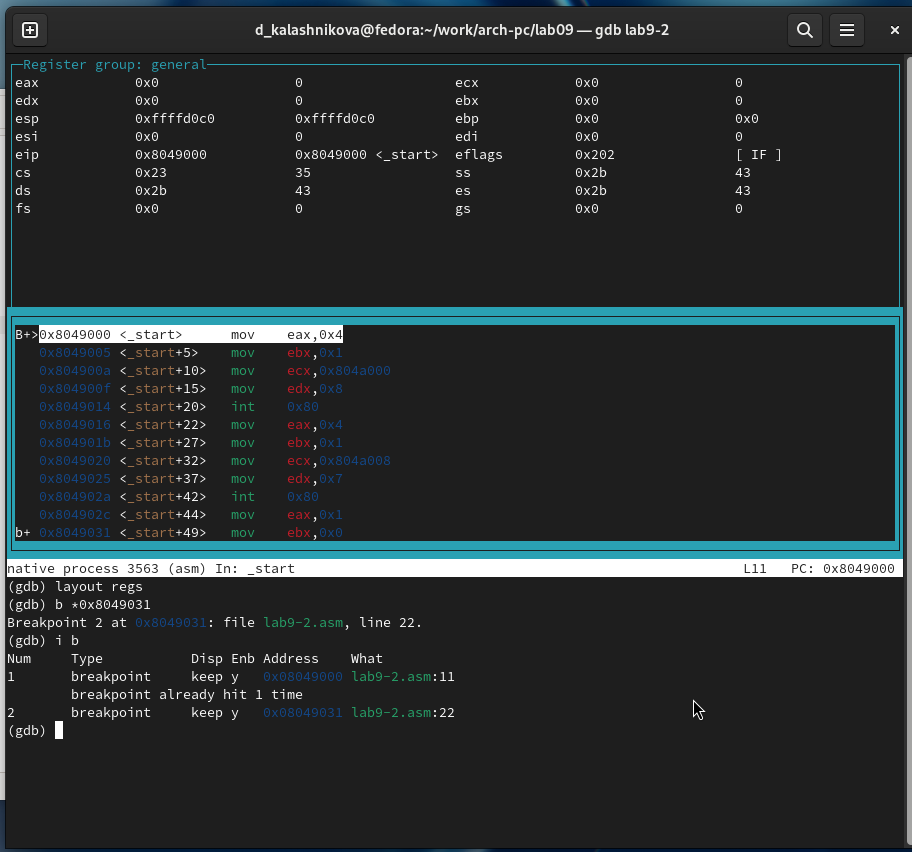 d_kalashnikova@fedora:~/work/arch-pc/lab09 — gdb lab9-2
Register group: general
eax 0x0 0 ecx 0x0 0
edx 0x0 0 ebx 0x0 0
esp 0xffffd0c0 0xffffd0c0 ebp 0x0 0x0
esi 0x0 0 edi 0x0 0
eip 0x8049000 0x8049000 <_start> eflags 0x202 [ IF ]
cs 0x23 35 ss 0x2b 43
ds 0x2b 43 es 0x2b 43
fs 0x0 0 gs 0x0 0
B+>0x8049000 <_start> mov eax,0x4
0x8049005 <_start+5> mov ebx,0x1
0x804900a <_start+10> mov ecx,0x804a000
0x804900f <_start+15> mov edx,0x8
0x8049014 <_start+20> int 0x80
0x8049016 <_start+22> mov eax,0x4
0x804901b <_start+27> mov ebx,0x1
0x8049020 <_start+32> mov ecx,0x804a008
0x8049025 <_start+37> mov edx,0x7
0x804902a <_start+42> int 0x80
0x804902c <_start+44> mov eax,0x1
b+ 0x8049031 <_start+49> mov ebx,0x0
native process 3563 (asm) In: _start L11 PC: 0x8049000
(gdb) layout regs
(gdb) b *0x8049031
Breakpoint 2 at 0x8049031: file lab9-2.asm, line 22.
(gdb) i b
Num Type Disp Enb Address What
1 breakpoint keep y 0x08049000 lab9-2.asm:11
breakpoint already hit 1 time
2 breakpoint keep y 0x08049031 lab9-2.asm:22
(gdb)